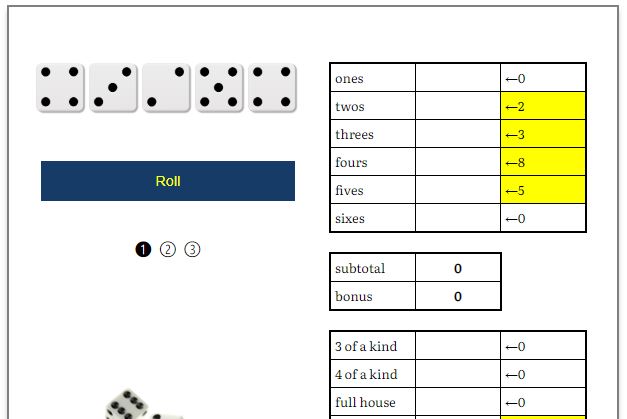 ones ←0
twos ←2
threes ←3
fours ←8
fives ←5
sixes ←0
Roll
❶ ② ③
subtotal 0
bonus 0
3 of a kind ←0
4 of a kind ←0
full house ←0